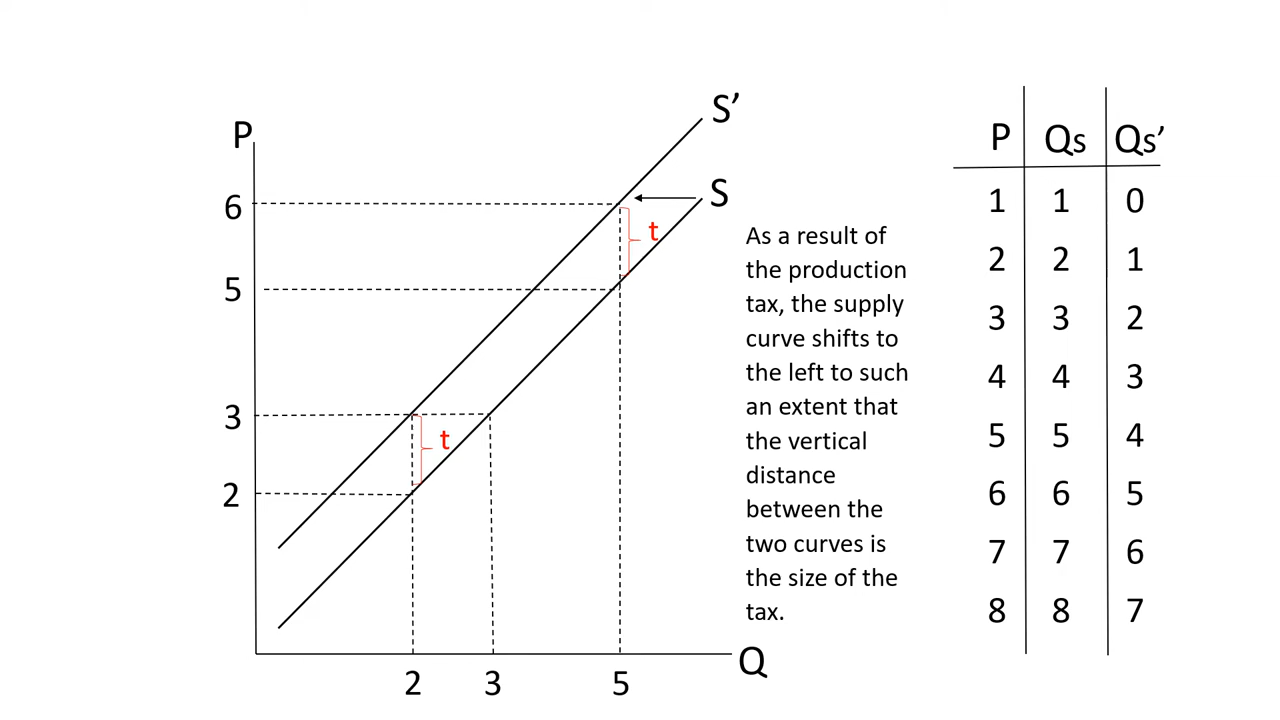 P
S’
S
6
5
3
2
t
t
2 3 5
Q
As a result of
the production
tax, the supply
curve shifts to
the left to such
an extent that
the vertical
distance
between the
two curves is
the size of the
tax.
P Qs Qs’
1 1 0
2 2 1
3 3 2
4 4 3
5 5 4
6 6 5
7 7 6
8 8 7